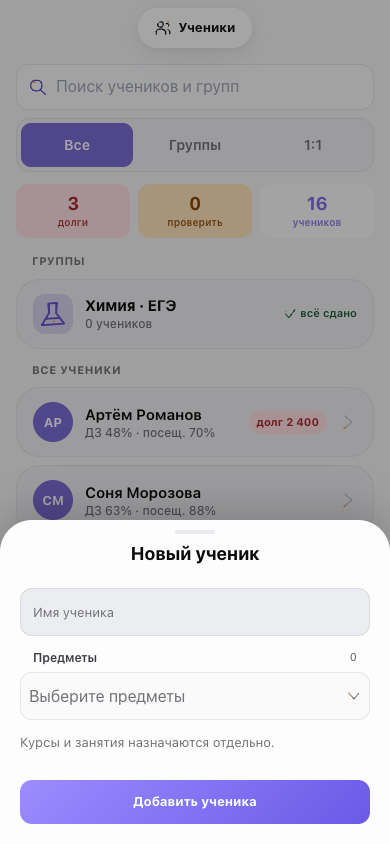 Ученики
Поиск учеников и групп
Все
Группы
1:1
3
долги
0
проверить
16
учеников
ГРУППЫ
Химия · ЕГЭ
0 учеников
всё сдано
ВСЕ УЧЕНИКИ
АР
Артём Романов
ДЗ 48% · посещ. 70%
долг 2 400
СМ
Соня Морозова
ДЗ 63% · посещ. 88%
Новый ученик
Имя ученика
Предметы
0
Выберите предметы
Курсы и занятия назначаются отдельно.
Добавить ученика